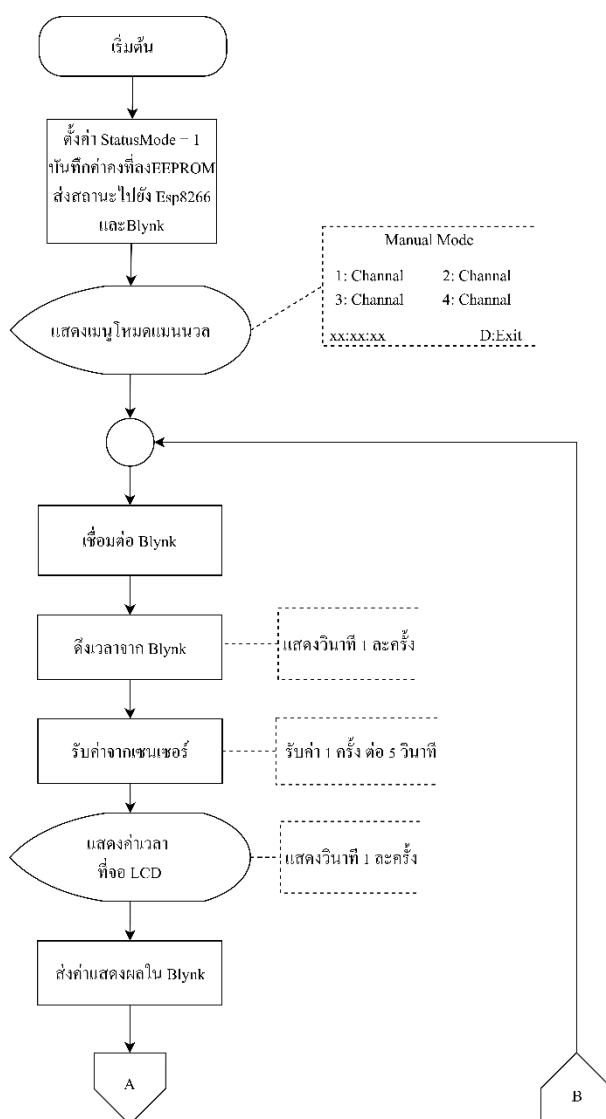 เริ่มต้น
ตั้งค่า StatusMode = 1
บันทึกค่าคงที่ลงEEPROM
ส่งสถานะไปยัง Esp8266
และBlynk
Manual Mode
1: Channal 2: Channal
3: Channal 4: Channal
xx:xx:xx D:Exit
แสดงเมนูโหมดแมนนวล
เชื่อมต่อ Blynk
ดึงเวลาจาก Blynk
แสดงวินาที 1 ละครั้ง
รับค่าจากเซนเซอร์
รับค่า 1 ครั้ง ต่อ 5 วินาที
แสดงค่าเวลา
ที่จอ LCD
แสดงวินาที 1 ละครั้ง
ส่งค่าแสดงผลใน Blynk
A
B